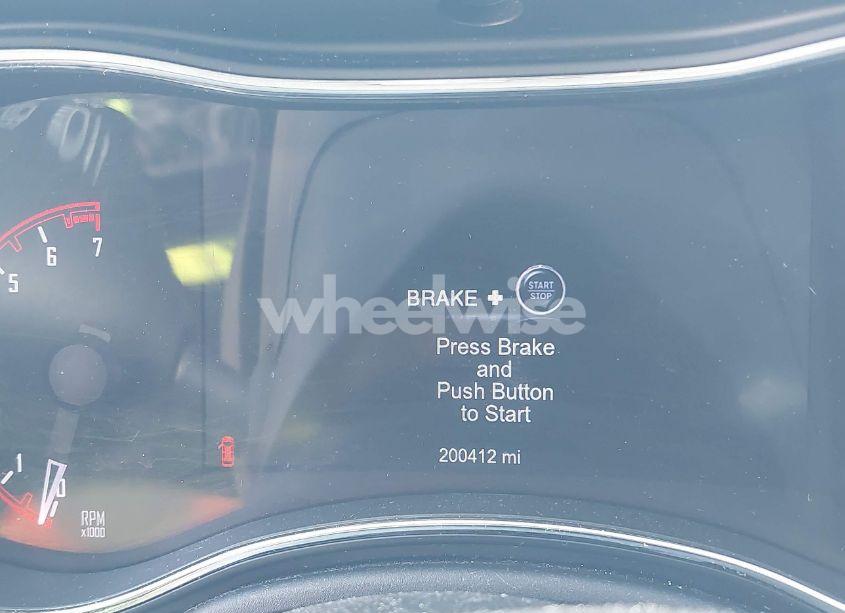 7
6
5
BRAKE + START
STOP
wheelwise
Press Brake
and
Push Button
to Start
200412 mi
1
0
RPM
x1000